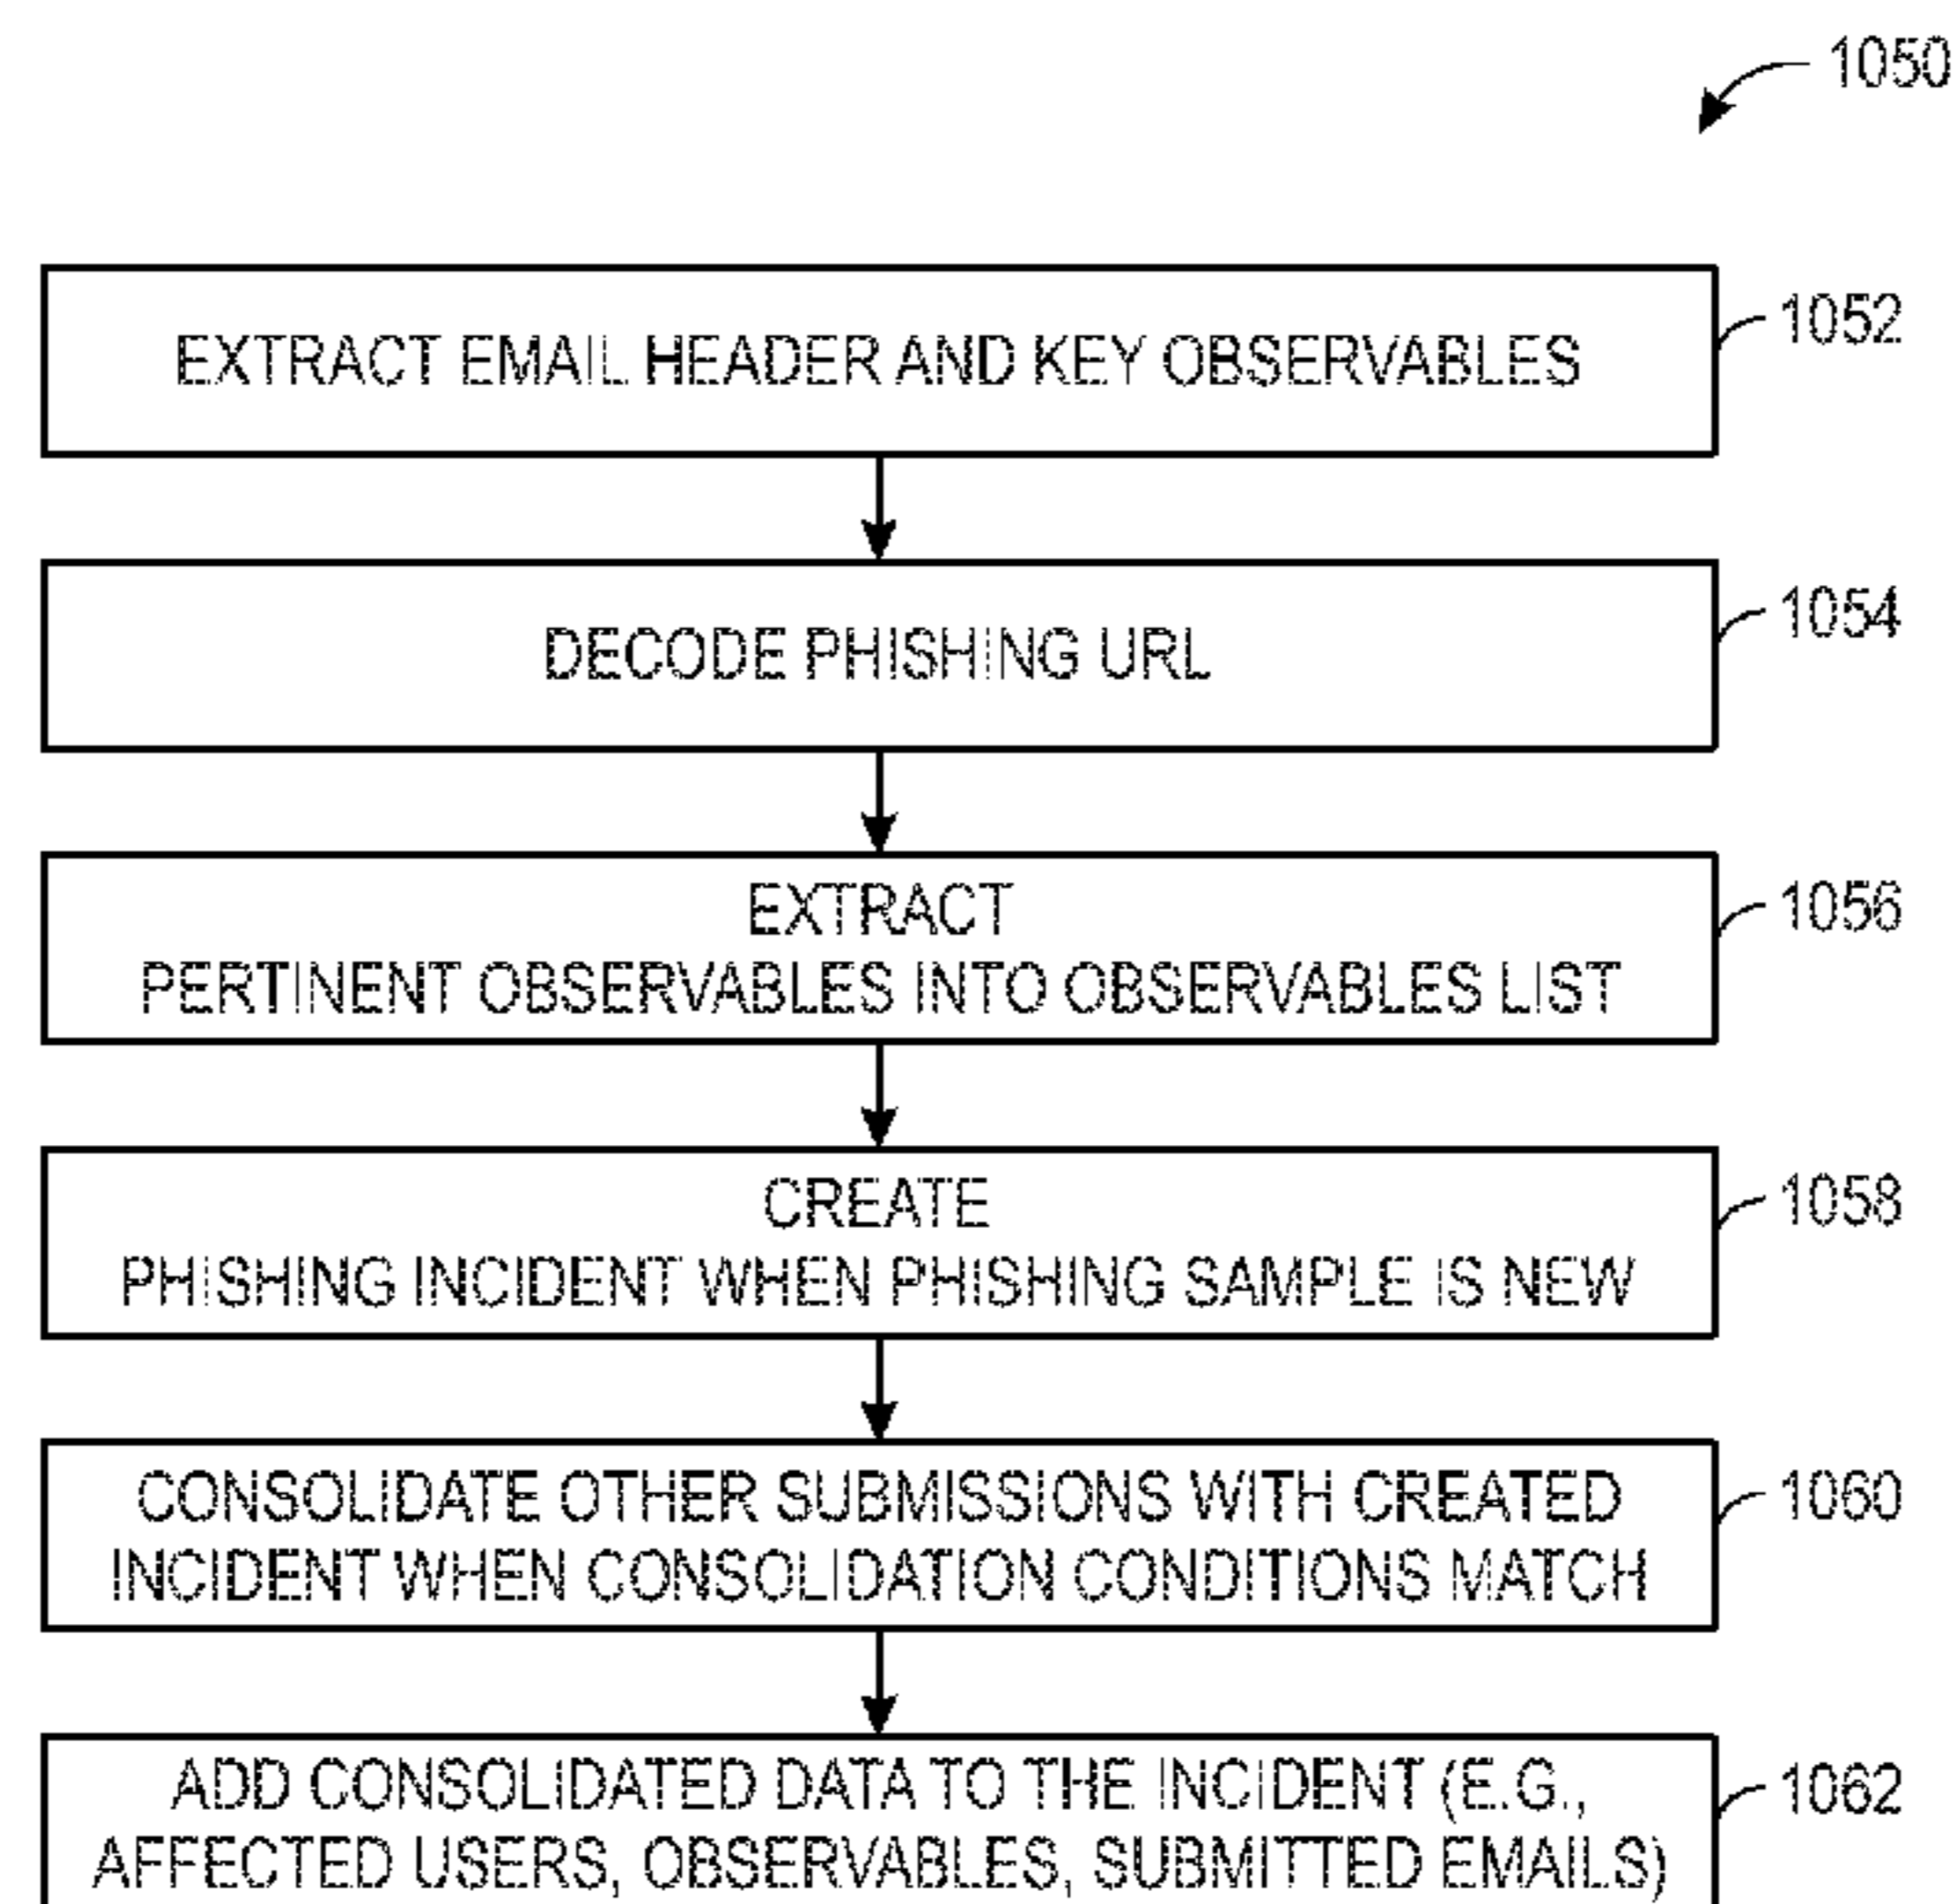 1050
EXTRACT EMAIL HEADER AND KEY OBSERVABLES
1052
DECODE PHISHING URL
1054
EXTRACT
PERTINENT OBSERVABLES INTO OBSERVABLES LIST
1056
CREATE
PHISHING INCIDENT WHEN PHISHING SAMPLE IS NEW
1058
CONSOLIDATE OTHER SUBMISSIONS WITH CREATED
INCIDENT WHEN CONSOLIDATION CONDITIONS MATCH
1060
ADD CONSOLIDATED DATA TO THE INCIDENT (E.G.,
AFFECTED USERS, OBSERVABLES, SUBMITTED EMAILS)
1062